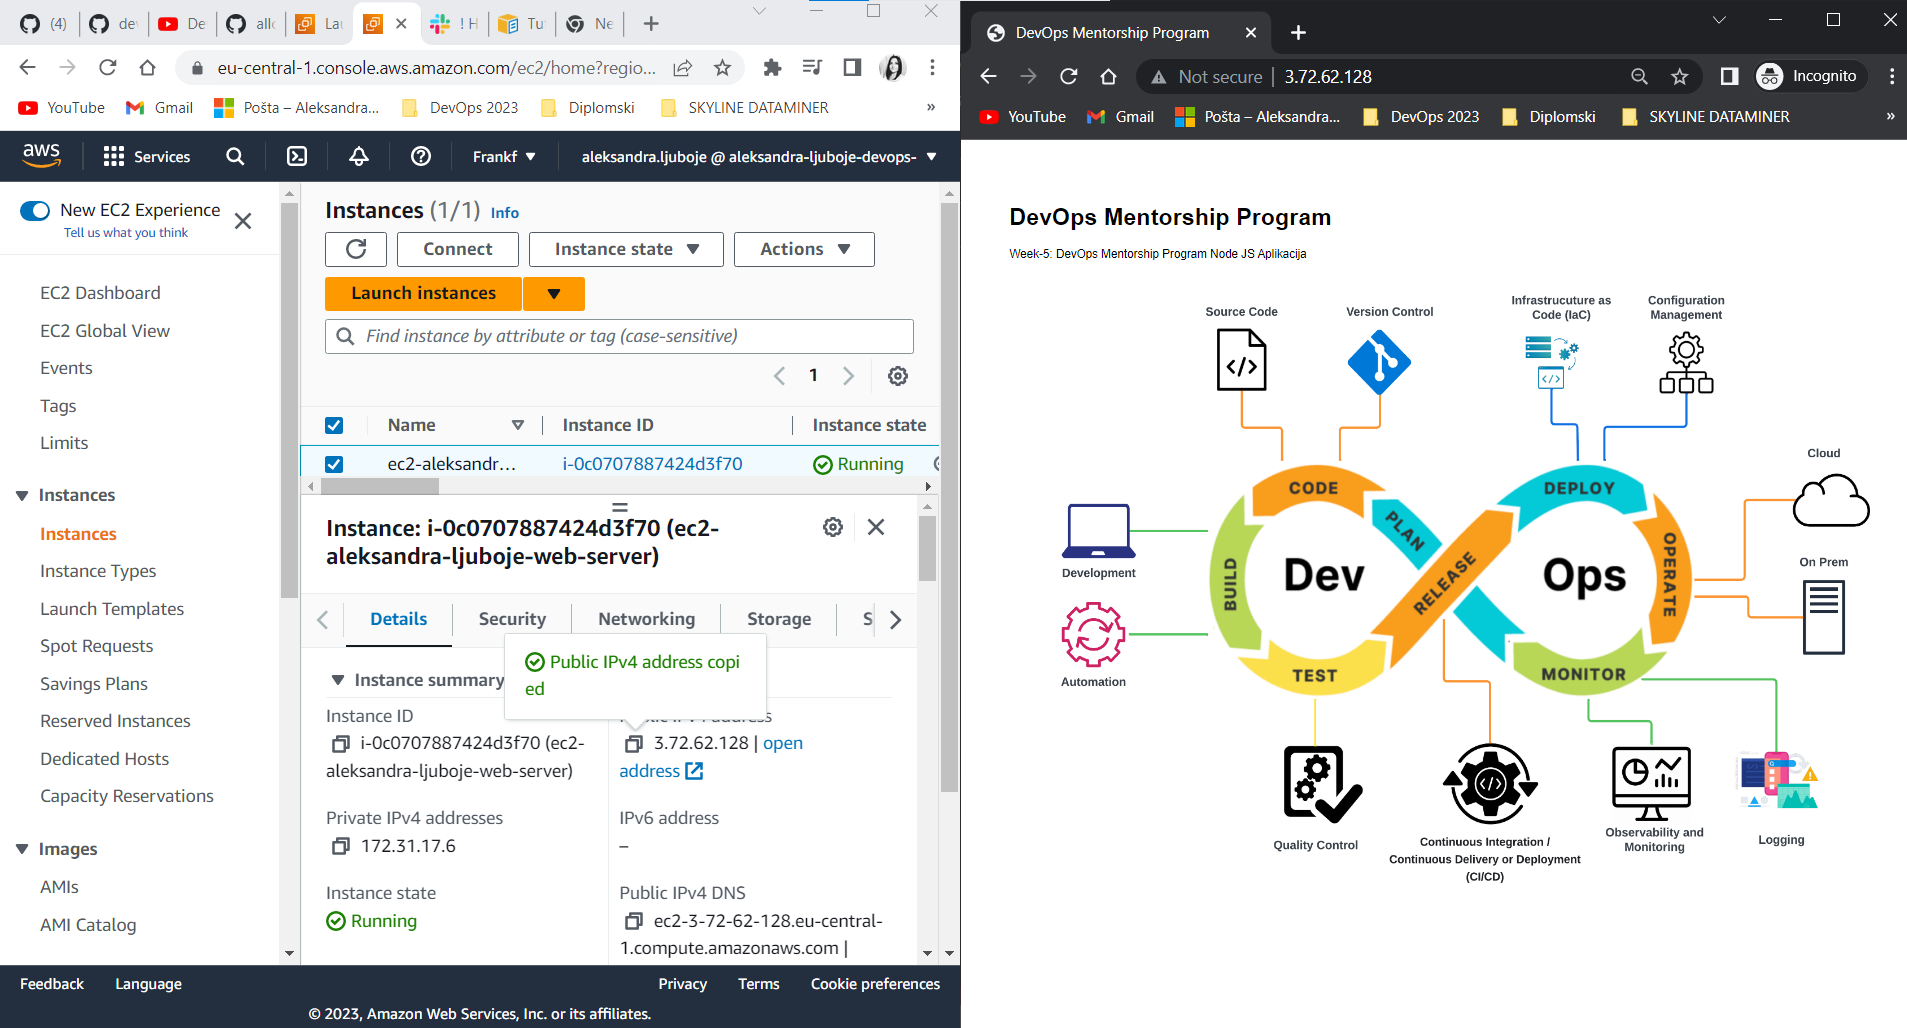 (4)
de
De
allo
Lau
! H
Tu
Ne
eu-central-1.console.aws.amazon.com/ec2/home?regio...
YouTube
Gmail
Pošta – Aleksandra...
DevOps 2023
Diplomski
SKYLINE DATAMINER
»
aws
Services
Frankf
aleksandra.ljuboje @ aleksandra-ljuboje-devops-
New EC2 Experience
Tell us what you think
EC2 Dashboard
EC2 Global View
Events
Tags
Limits
Instances
Instances
Instance Types
Launch Templates
Spot Requests
Savings Plans
Reserved Instances
Dedicated Hosts
Capacity Reservations
Images
AMIs
AMI Catalog
Instances (1/1) Info
Connect
Instance state
Actions
Launch instances
Find instance by attribute or tag (case-sensitive)
1
Name
Instance ID
Instance state
ec2-aleksandr...
i-0c0707887424d3f70
Running
Instance: i-0c0707887424d3f70 (ec2-
aleksandra-ljuboje-web-server)
Details
Security
Networking
Storage
S
Public IPv4 address copi
ed
Instance summary
Instance ID
i-0c0707887424d3f70 (ec2-
aleksandra-ljuboje-web-server)
Public IPv4 address
3.72.62.128 | open
address
Private IPv4 addresses
172.31.17.6
IPv6 address
–
Instance state
Running
Public IPv4 DNS
ec2-3-72-62-128.eu-central-
1.compute.amazonaws.com |
Feedback
Language
Privacy
Terms
Cookie preferences
© 2023, Amazon Web Services, Inc. or its affiliates.
DevOps Mentorship Program
Not secure
3.72.62.128
Incognito
YouTube
Gmail
Pošta – Aleksandra...
DevOps 2023
Diplomski
SKYLINE DATAMINER
»
DevOps Mentorship Program
Week-5: DevOps Mentorship Program Node JS Aplikacija
Source Code
Version Control
Infrastrucuture as
Code (IaC)
Configuration
Management
Cloud
On Prem
Development
Automation
CODE
PLAN
BUILD
TEST
RELEASE
DEPLOY
OPERATE
MONITOR
Dev
Ops
Quality Control
Continuous Integration /
Continuous Delivery or Deployment
(CI/CD)
Observability and
Monitoring
Logging